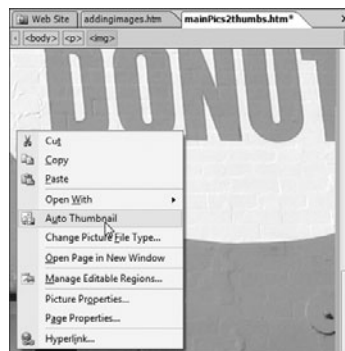 Web Site addingimages.htm mainPics2thumbs.htm*
<body> <p> <img>
DONUT
Cut
Copy
Paste
Open With
Auto Thumbnail
Change Picture File Type...
Open Page in New Window
Manage Editable Regions...
Picture Properties...
Page Properties...
Hyperlink...